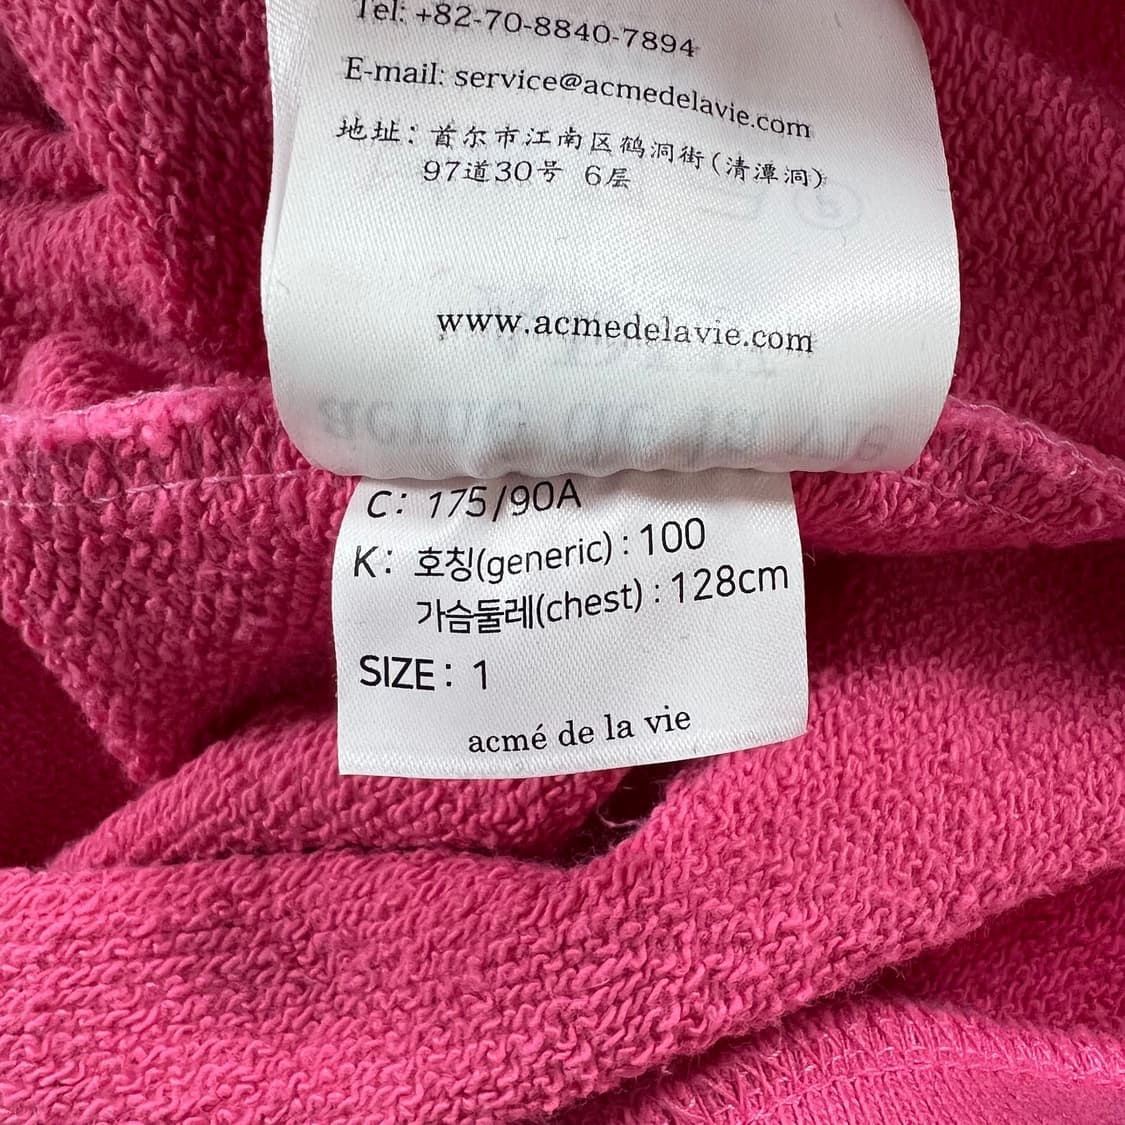 Tel: +82-70-8840-7894
E-mail: service@acmedelavie.com
地址: 首尔市江南区鹤洞街(清潭洞)
97道30号 6层
www.acmedelavie.com
C: 175/90A
K: 호칭(generic) : 100
가슴둘레(chest) : 128cm
SIZE : 1
acmé de la vie